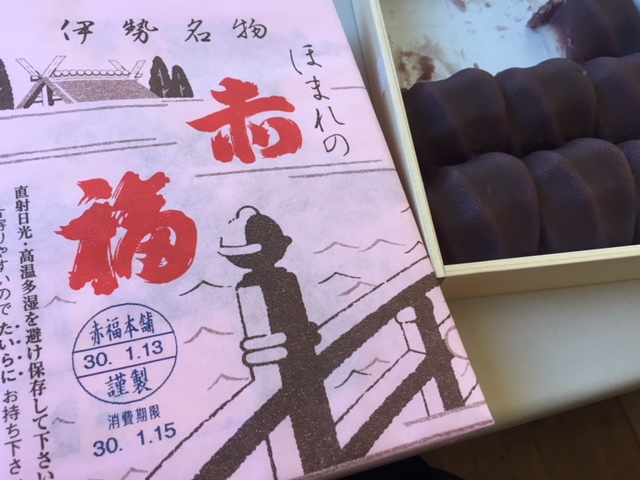 伊勢名物
ほまれの
赤
福
赤福本舗
30. 1.13
謹製
消費期限
30. 1.15
直射日光・高温多湿を避け保存して下さい
りやすいので たいらに お持ち下さ